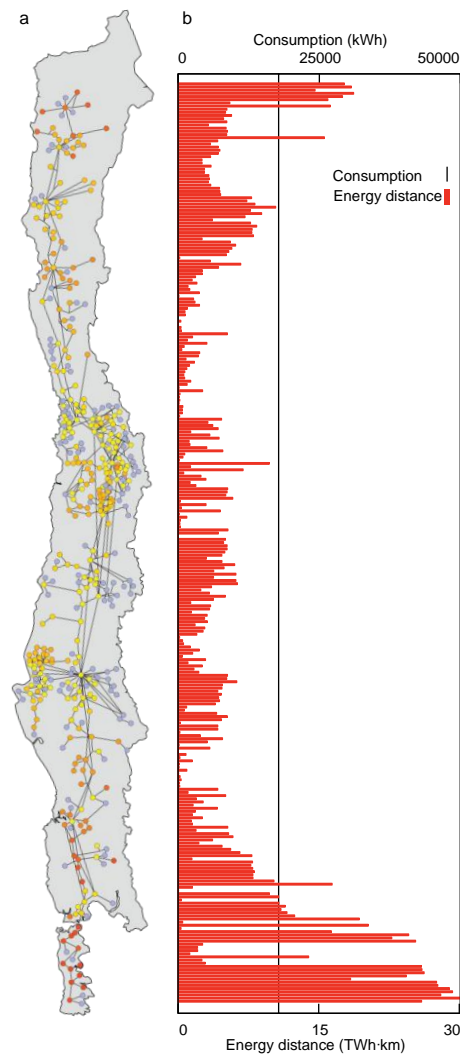 a
b
Consumption (kWh)
0 25000 50000
Consumption
Energy distance
0 15 30
Energy distance (TWh·km)